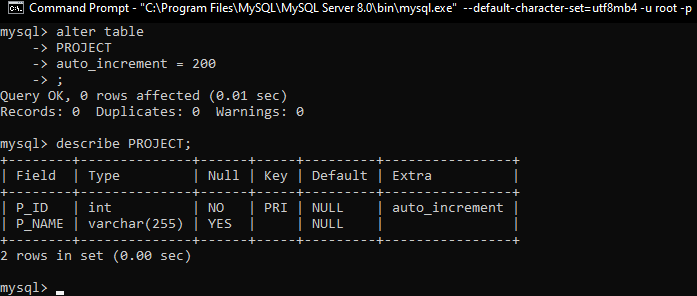 Command Prompt - "C:\Program Files\MySQL\MySQL Server 8.0\bin\mysql.exe"  --default-character-set=utf8mb4 -u root -p
mysql> alter table
    -> PROJECT
    -> auto_increment = 200
    -> ;
Query OK, 0 rows affected (0.01 sec)
Records: 0  Duplicates: 0  Warnings: 0

mysql> describe PROJECT;
+--------+--------------+------+-----+---------+----------------+
| Field  | Type         | Null | Key | Default | Extra          |
+--------+--------------+------+-----+---------+----------------+
| P_ID   | int          | NO   | PRI | NULL    | auto_increment |
| P_NAME | varchar(255) | YES  |     | NULL    |                |
+--------+--------------+------+-----+---------+----------------+
2 rows in set (0.00 sec)

mysql> _